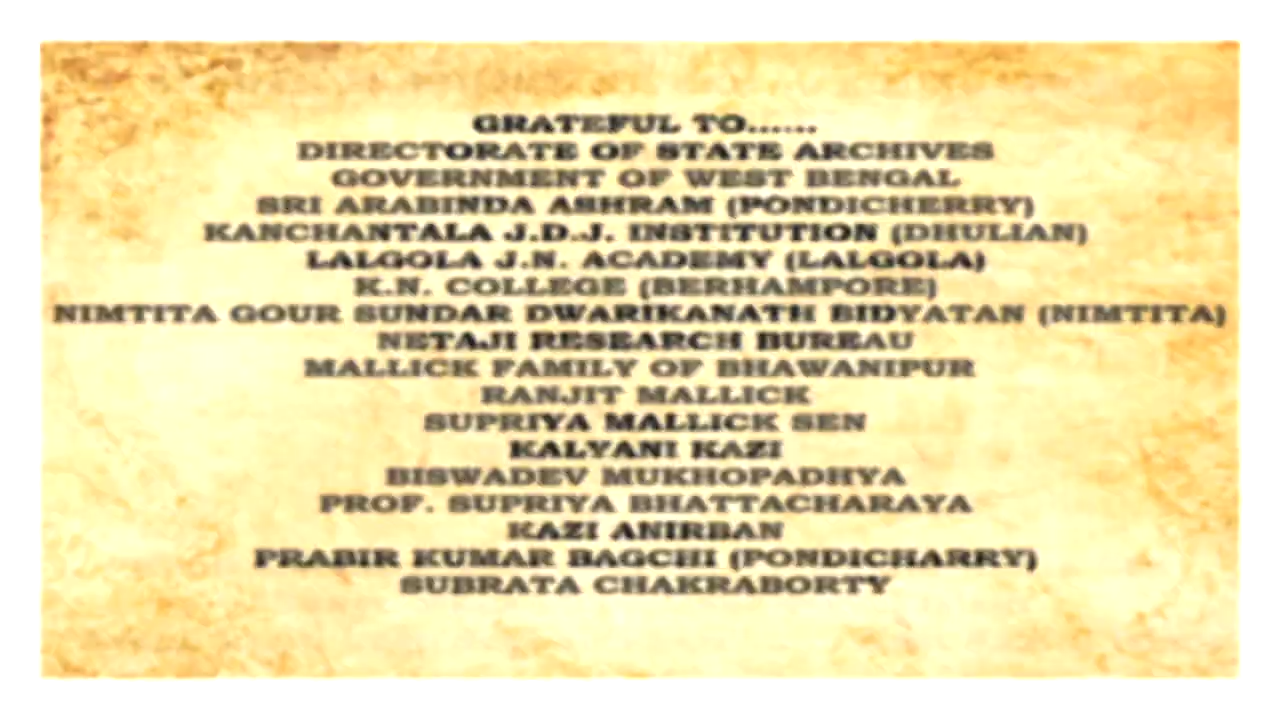 GRATEFUL TO......
DIRECTORATE OF STATE ARCHIVES
GOVERNMENT OF WEST BENGAL
SRI ARABINDA ASHRAM (PONDICHERRY)
KANCHANTALA J.D.J. INSTITUTION (DHULIAN)
LALGOLA J.N. ACADEMY (LALGOLA)
K.N. COLLEGE (BERHAMPORE)
NIMTITA GOUR SUNDAR DWARIKANATH BIDYATAN (NIMTITA)
NETAJI RESEARCH BUREAU
MALLICK FAMILY OF BHAWANIPUR
RANJIT MALLICK
SUPRIYA MALLICK SEN
KALYANI KAZI
BISWADEV MUKHOPADHYA
PROF. SUPRIYA BHATTACHARAYA
KAZI ANIRBAN
PRABIR KUMAR BAGCHI (PONDICHARRY)
SUBRATA CHAKRABORTY